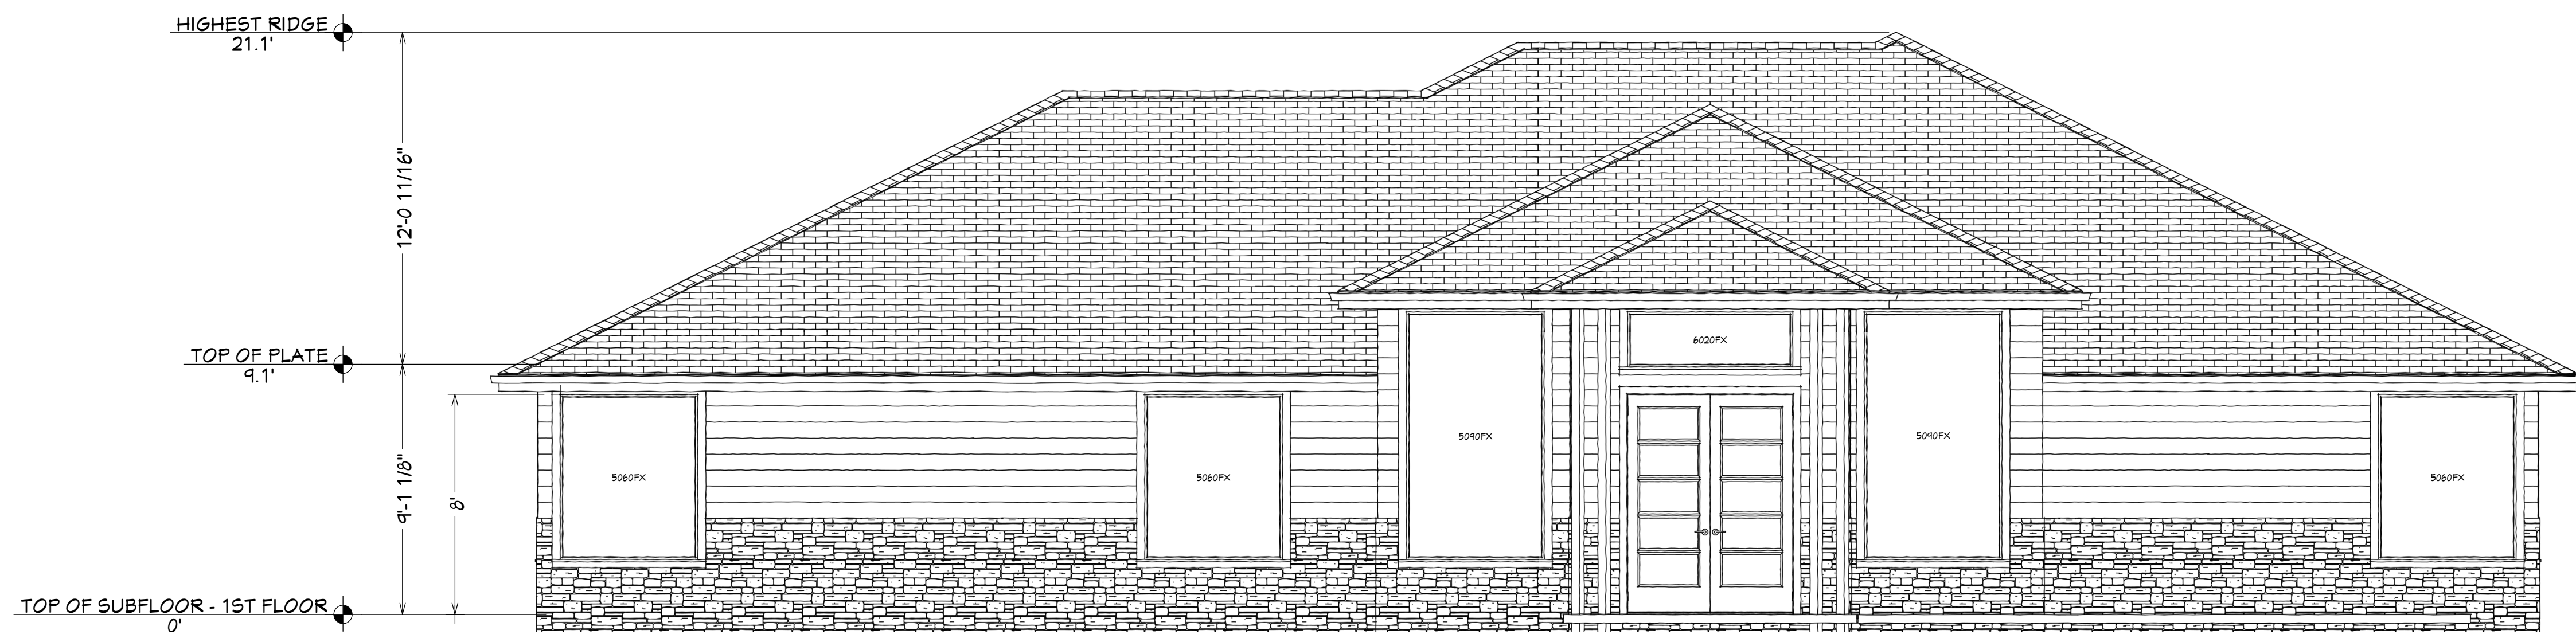 HIGHEST RIDGE
21.1'
12'-0 11/16"
TOP OF PLATE
9.1'
9'-1 1/8"
8'
TOP OF SUBFLOOR - 1ST FLOOR
0'
5060FX
5060FX
5090FX
6020FX
5090FX
5060FX